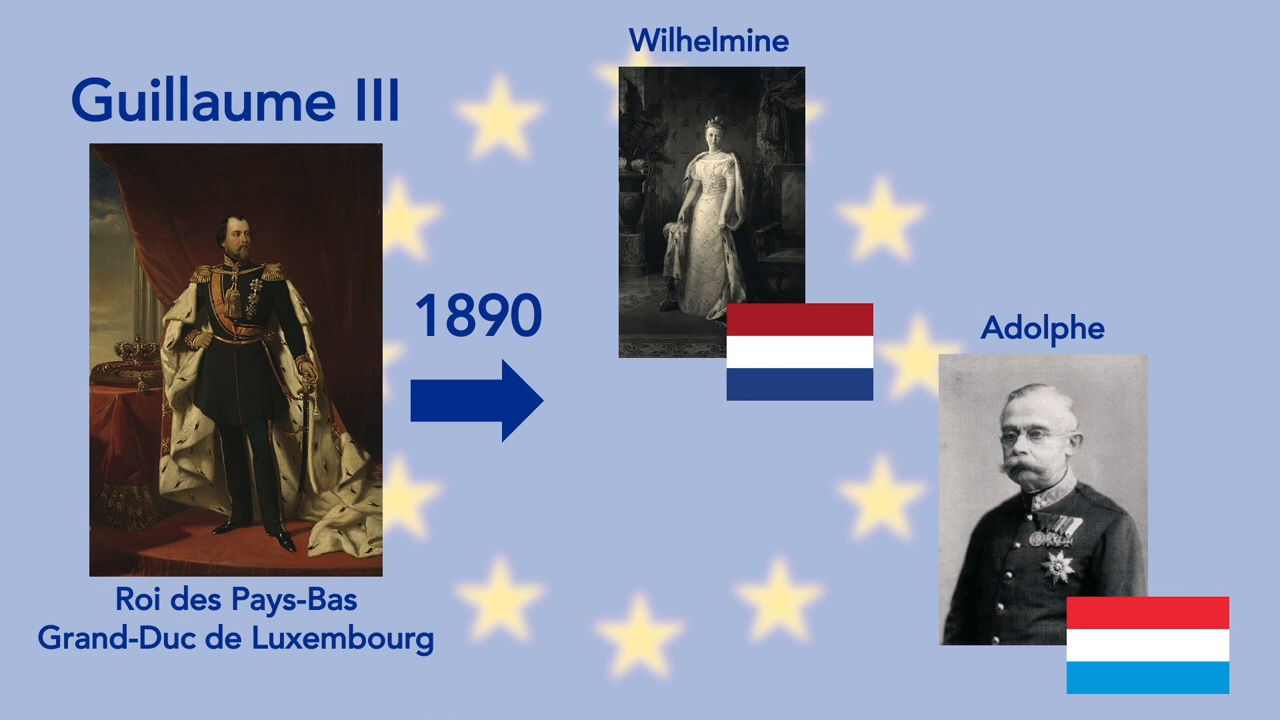 Guillaume III
Roi des Pays-Bas
Grand-Duc de Luxembourg
1890
Wilhelmine
Adolphe